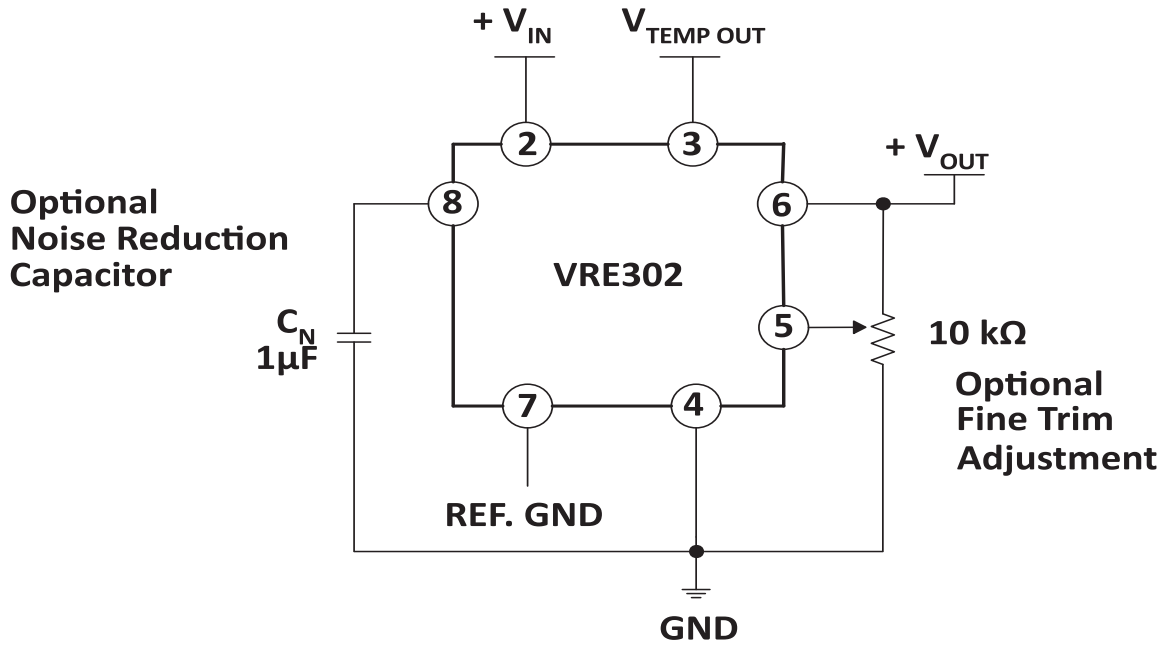 + VIN
VTEMP OUT
2
3
+ VOUT
8
6
Optional
Noise Reduction
Capacitor
VRE302
CN
1µF
5
10 kΩ
Optional
Fine Trim
Adjustment
7
4
REF. GND
GND